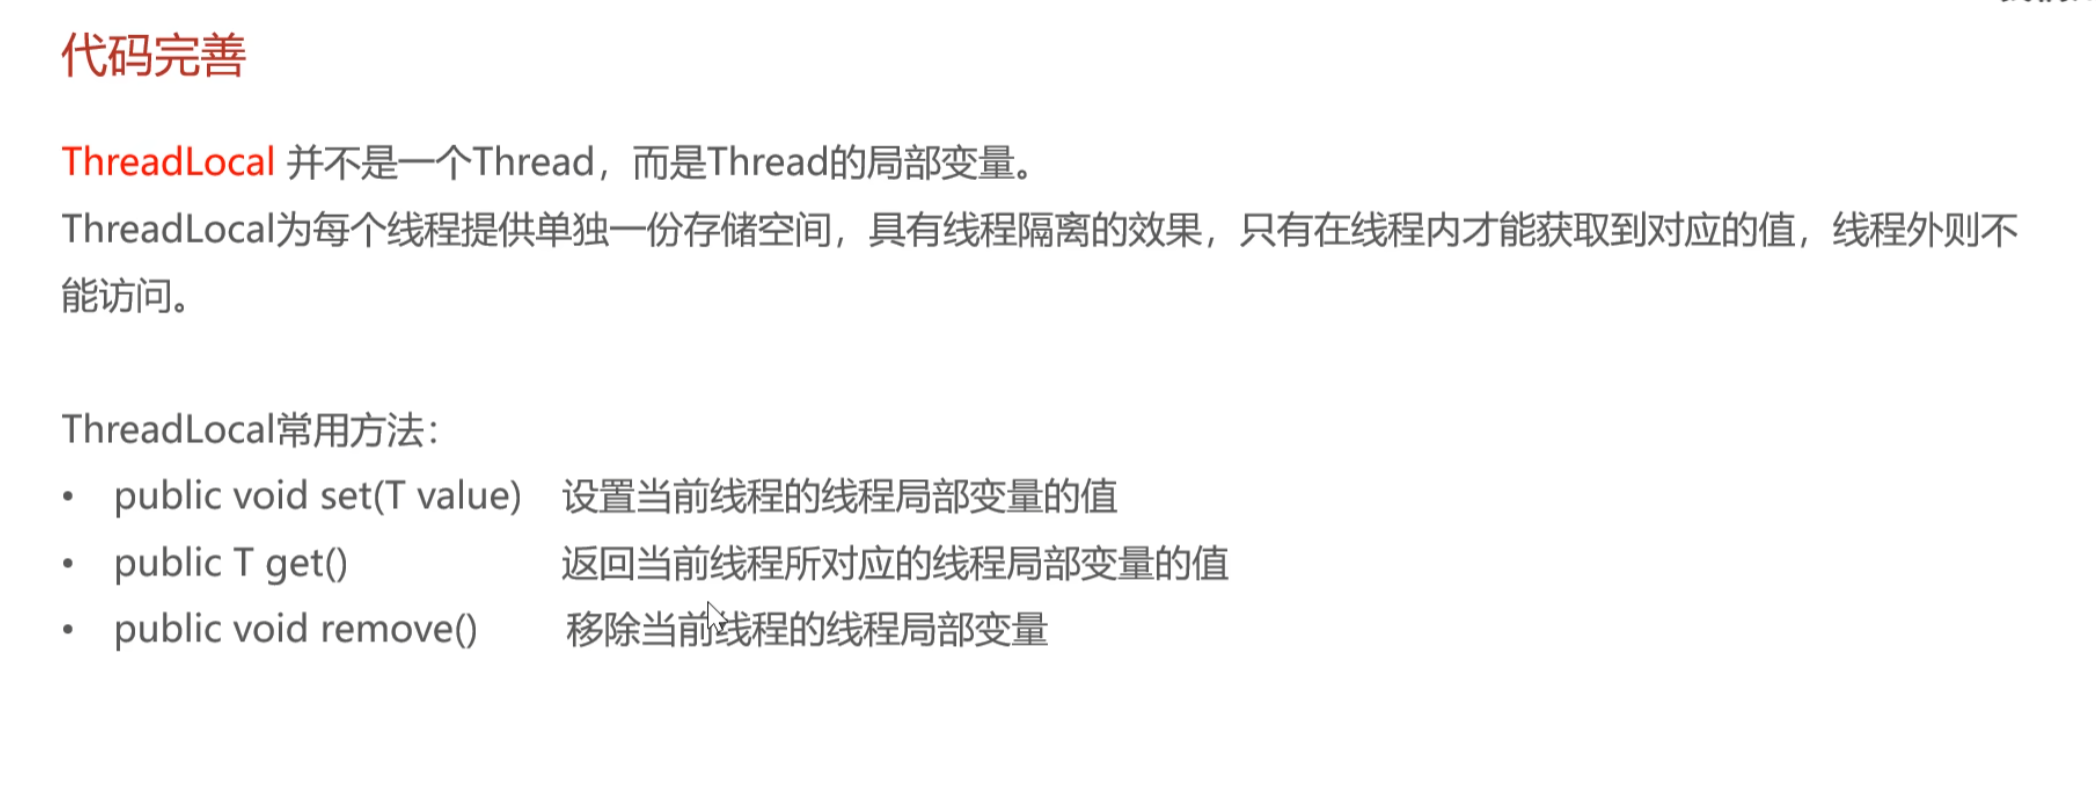 代码完善
ThreadLocal 并不是一个Thread，而是Thread的局部变量。
ThreadLocal为每个线程提供单独一份存储空间，具有线程隔离的效果，只有在线程内才能获取到对应的值，线程外则不
能访问。
ThreadLocal常用方法：
• public void set(T value) 设置当前线程的线程局部变量的值
• public T get() 返回当前线程所对应的线程局部变量的值
• public void remove() 移除当前线程的线程局部变量